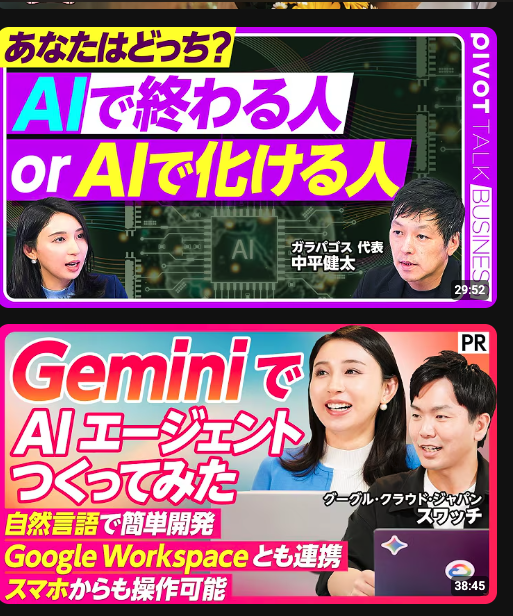 あなたはどっち?
AIで終わる人
or AIで化ける人
PIVOT TALK BUSINES
AI
ガラパゴス 代表
中平健太
29:52
PR
Geminiで
AIエージェント
つくってみた
グーグル・クラウド・ジャパン
スワッチ
自然言語で簡単開発
Google Workspaceとも連携
スマホからも操作可能
38:45